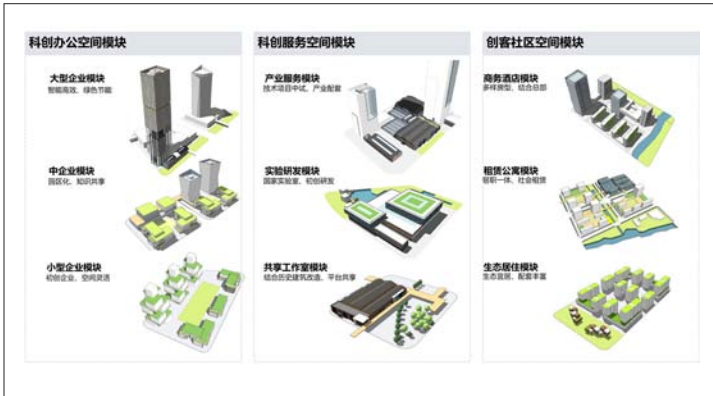 科创办公空间模块
大型企业模块
智能高效、绿色节能
中企业模块
园区化、知识共享
小型企业模块
初创企业、空间灵活
科创服务空间模块
产业服务模块
技术项目中试、产业配套
实验研发模块
国家实验室、初创研发
共享工作室模块
结合历史建筑改造、平台共享
创客社区空间模块
商务酒店模块
多样房型、结合总部
租赁公寓模块
居职一体、社会租赁
生态居住模块
生态宜居、配套丰富